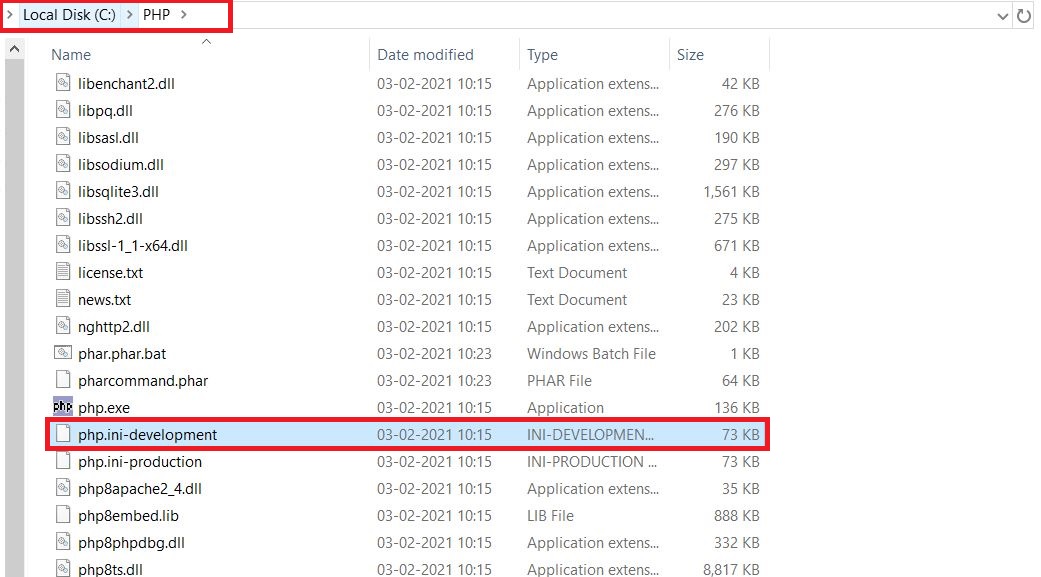 Local Disk (C:) > PHP >
Name Date modified Type Size
libenchant2.dll 03-02-2021 10:15 Application extens... 42 KB
libpq.dll 03-02-2021 10:15 Application extens... 276 KB
libsasl.dll 03-02-2021 10:15 Application extens... 190 KB
libsodium.dll 03-02-2021 10:15 Application extens... 297 KB
libsqlite3.dll 03-02-2021 10:15 Application extens... 1,561 KB
libssh2.dll 03-02-2021 10:15 Application extens... 275 KB
libssl-1_1-x64.dll 03-02-2021 10:15 Application extens... 671 KB
license.txt 03-02-2021 10:15 Text Document 4 KB
news.txt 03-02-2021 10:15 Text Document 23 KB
nghttp2.dll 03-02-2021 10:15 Application extens... 202 KB
phar.phar.bat 03-02-2021 10:23 Windows Batch File 1 KB
pharcommand.phar 03-02-2021 10:23 PHAR File 64 KB
php php.exe 03-02-2021 10:15 Application 136 KB
php.ini-development 03-02-2021 10:15 INI-DEVELOPMEN... 73 KB
php.ini-production 03-02-2021 10:15 INI-PRODUCTION ... 73 KB
php8apache2_4.dll 03-02-2021 10:15 Application extens... 35 KB
php8embed.lib 03-02-2021 10:15 LIB File 888 KB
php8phpdbg.dll 03-02-2021 10:15 Application extens... 332 KB
php8ts.dll 03-02-2021 10:15 Application extens... 8,817 KB